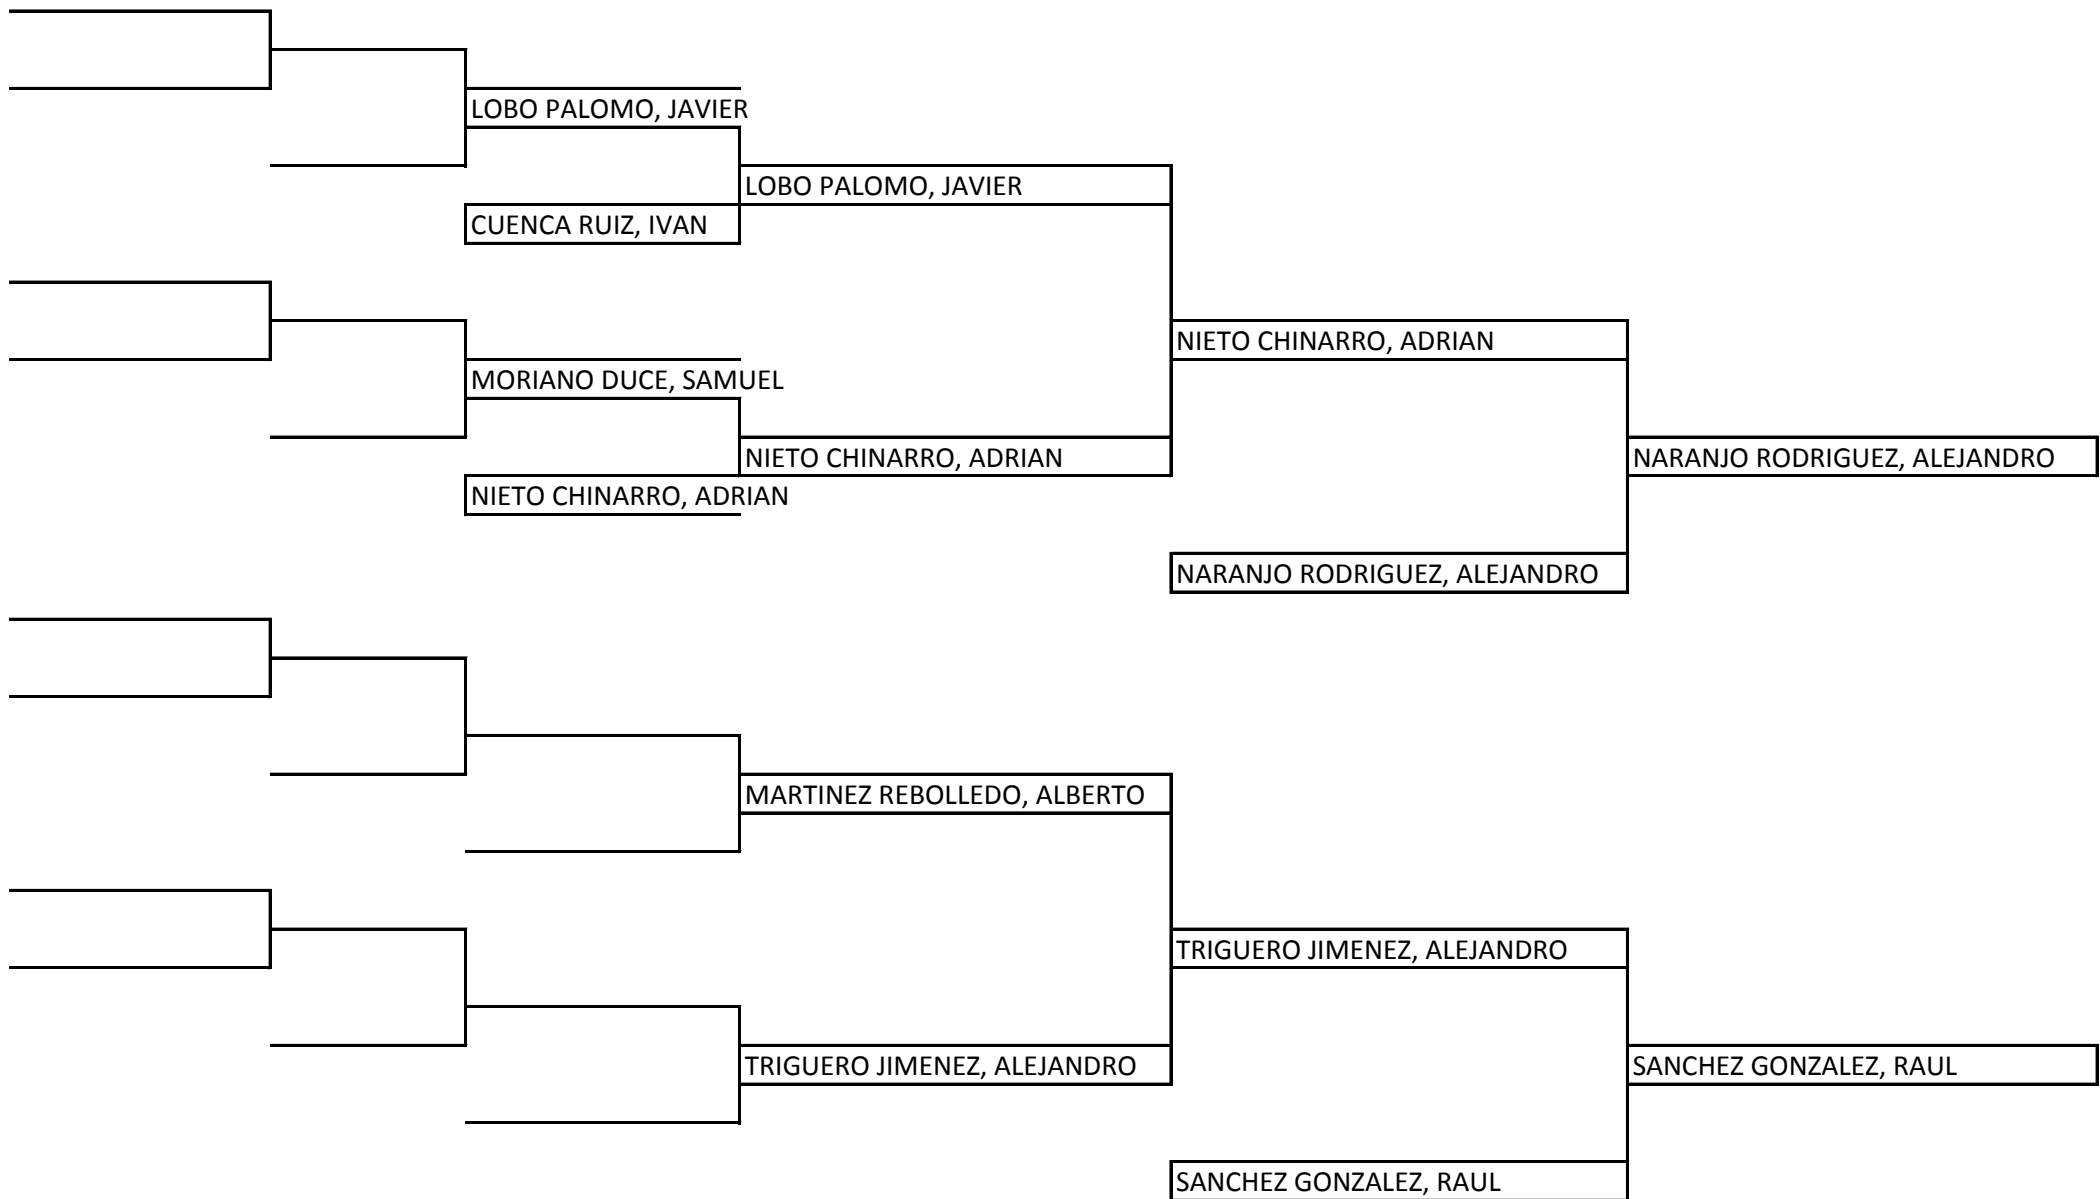 LOBO PALOMO, JAVIER
LOBO PALOMO, JAVIER
CUENCA RUIZ, IVAN
NIETO CHINARRO, ADRIAN
MORIANO DUCE, SAMUEL
NIETO CHINARRO, ADRIAN
NARANJO RODRIGUEZ, ALEJANDRO
NIETO CHINARRO, ADRIAN
NARANJO RODRIGUEZ, ALEJANDRO
MARTINEZ REBOLLEDO, ALBERTO
TRIGUERO JIMENEZ, ALEJANDRO
TRIGUERO JIMENEZ, ALEJANDRO
SANCHEZ GONZALEZ, RAUL
SANCHEZ GONZALEZ, RAUL